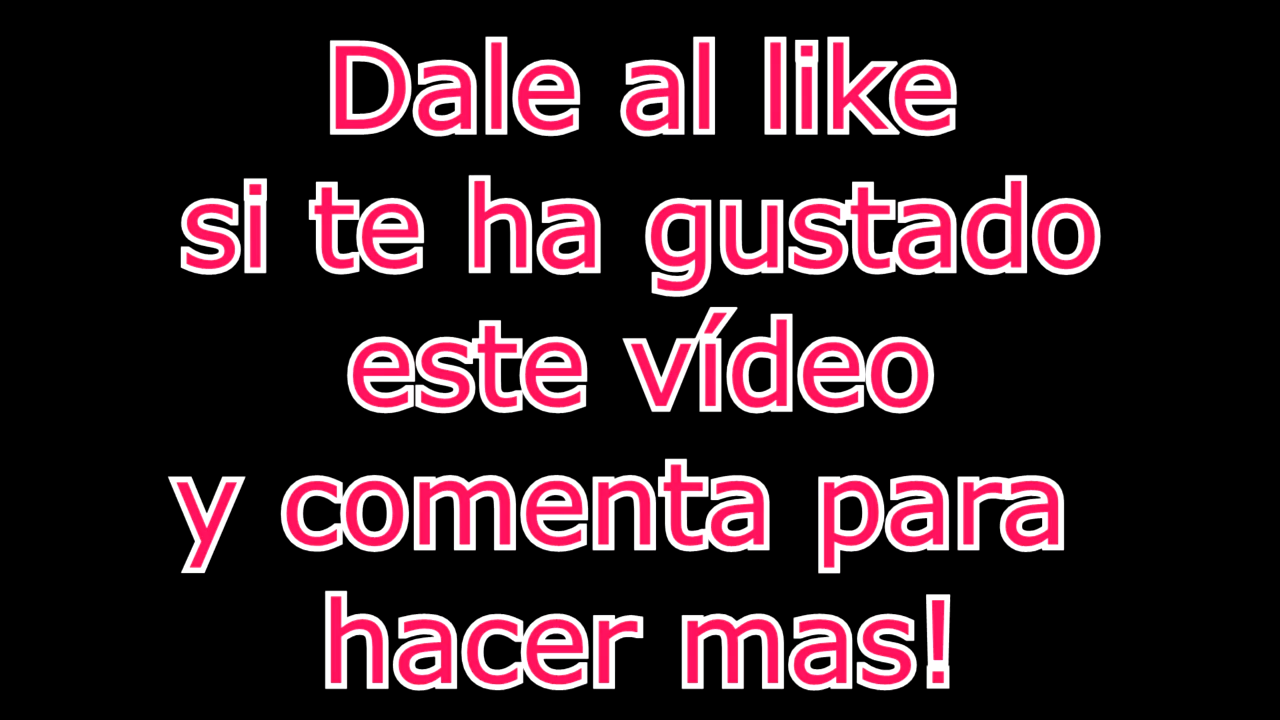 Dale al like
si te ha gustado
este vídeo
y comenta para
hacer mas!